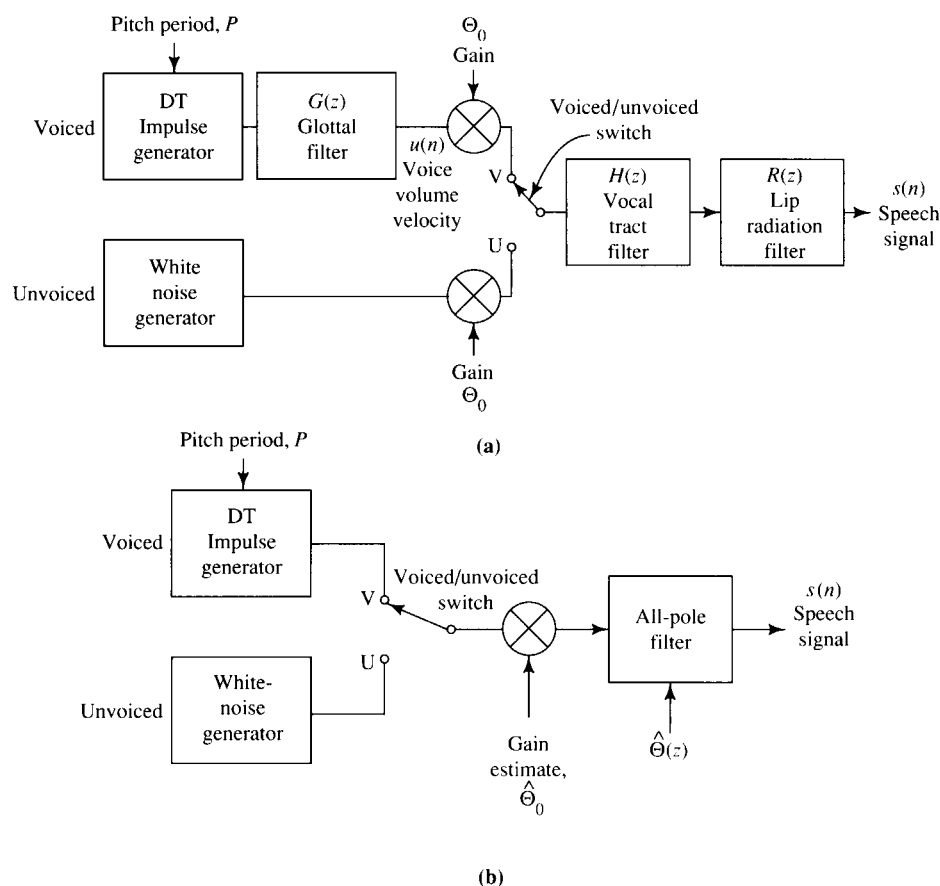 Pitch period, P
Θ₀
Gain
Voiced
DT
Impulse
generator
G(z)
Glottal
filter
u(n)
Voice
volume
velocity
Voiced/unvoiced
switch
V
U
H(z)
Vocal
tract
filter
R(z)
Lip
radiation
filter
s(n)
Speech
signal
Unvoiced
White
noise
generator
Gain
Θ₀
(a)
Pitch period, P
Voiced
DT
Impulse
generator
Voiced/unvoiced
switch
V
U
All-pole
filter
s(n)
Speech
signal
Unvoiced
White-
noise
generator
Gain
estimate,
Θ̂₀
Θ̂(z)
(b)